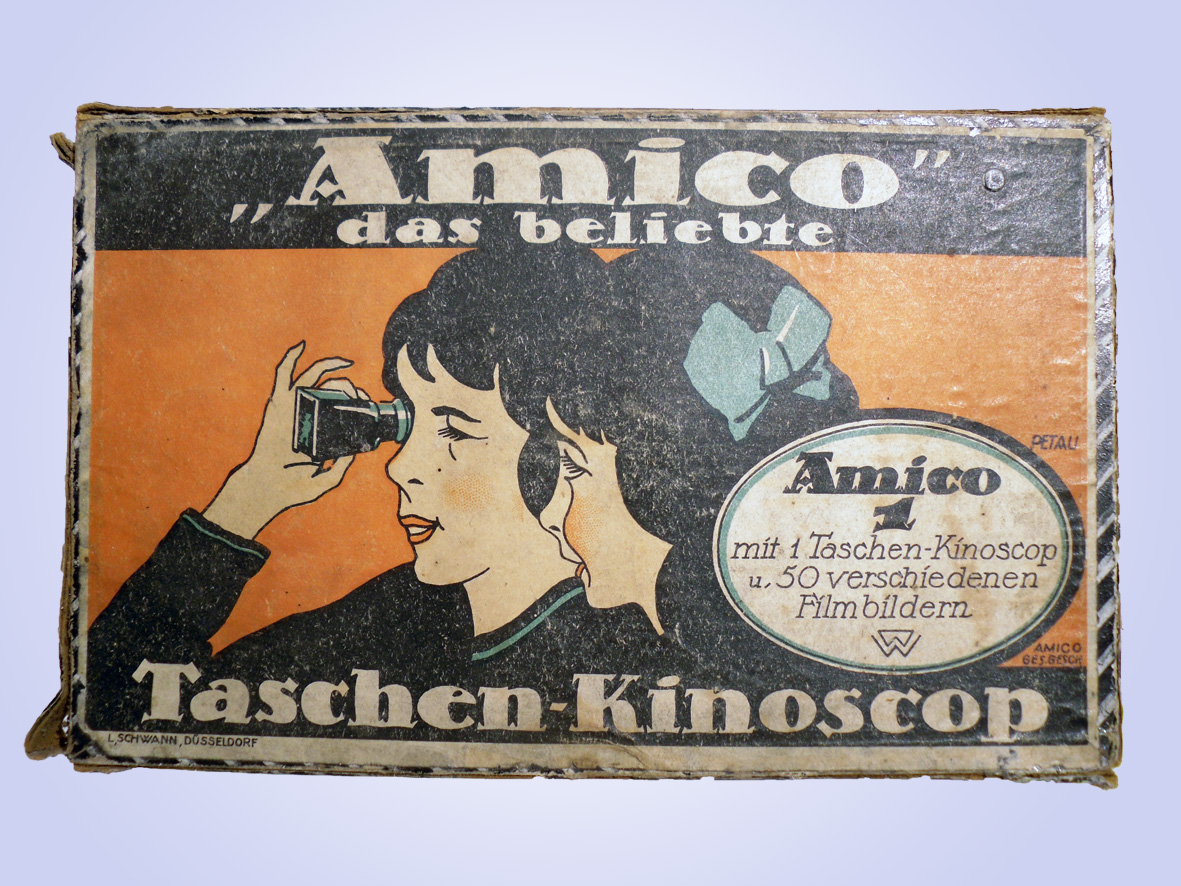 „Amico”
das beliebte
PETAU
Amico
1
mit 1 Taschen-Kinoscop
u. 50 verschiedenen
Filmbildern
W
AMICO
GES. GESCH.
Taschen-Kinoscop
L. SCHWANN, DÜSSELDORF